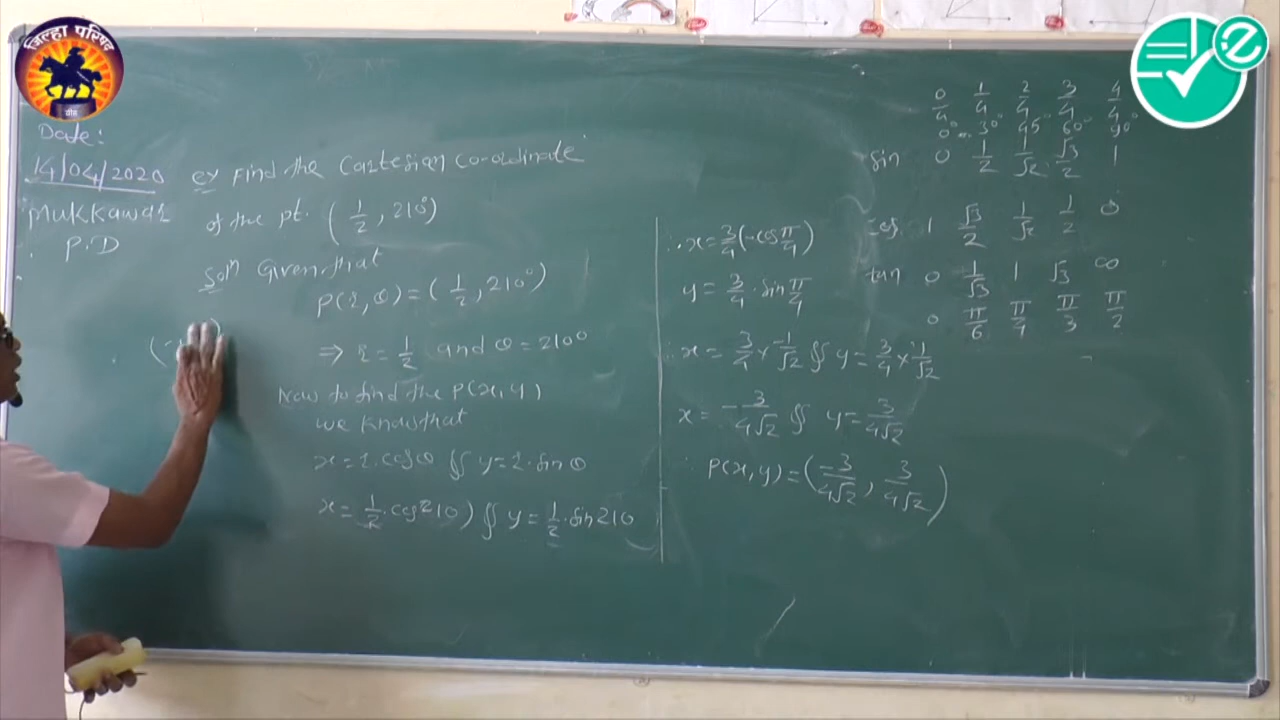 जिल्हा परिषद
बीड
Date:
14/04/2020
Mukkawar
P.D
ex Find the Cartesian co-ordinate
of the pt. (1/2, 210°)
Soln Given that
P(r, θ) = (1/2, 210°)
⇒ r = 1/2 and θ = 210°
Now to find the P(x, y)
we know that
x = r.cosθ ∬ y = r.sinθ
x = 1/2.cos210) ∬ y = 1/2.sin210
∴ x = 3/4(-cosπ/4)
y = 3/4.sinπ/4
∴ x = 3/4 x -1/√2 ∬ y = 3/4 x 1/√2
x = -3/4√2 ∬ y = 3/4√2
∴ P(x, y) = (-3/4√2, 3/4√2)
0/4 1/4 2/4 3/4 4/4
0° 30° 45° 60° 90°
sin 0 1/2 1/√2 √3/2 1
cos 1 √3/2 1/√2 1/2 0
tan 0 1/√3 1 √3 ∞
0 π/6 π/4 π/3 π/2